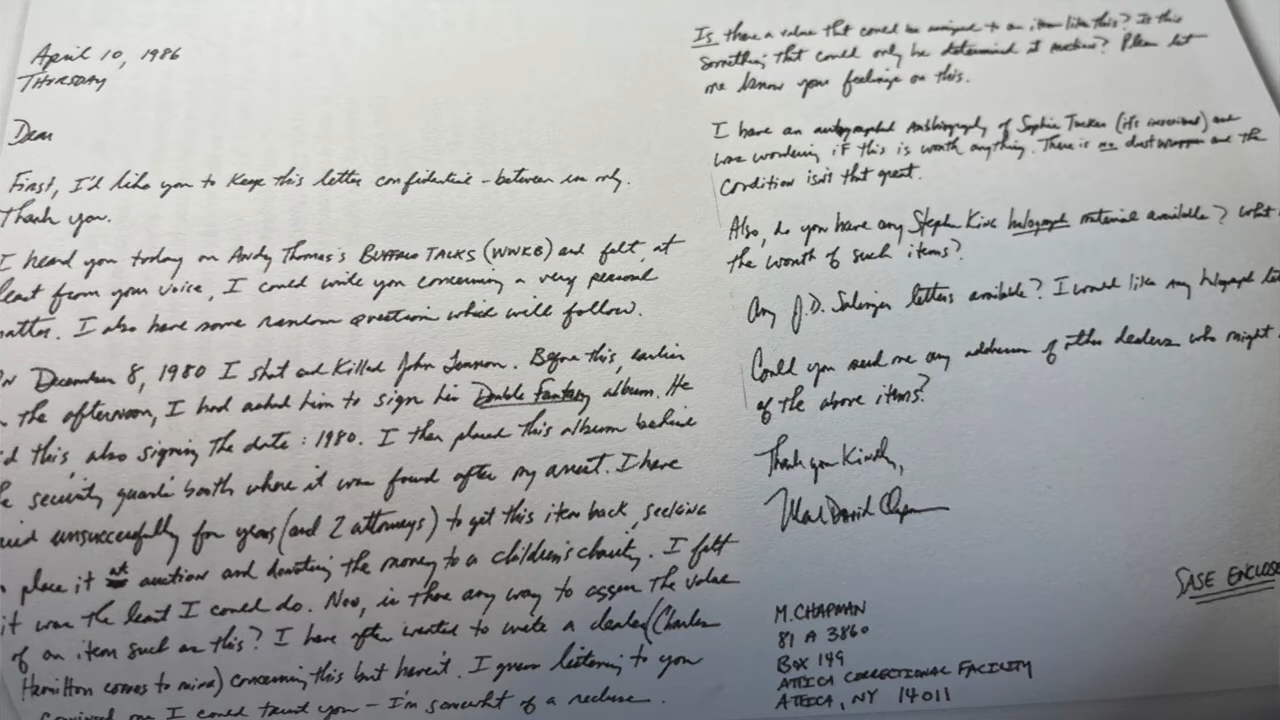 April 10, 1986
THURSDAY
Dear
First, I'd like you to keep this letter confidential - between us only.
Thank you.
I heard you today on Andy Thomas's BUFFALO TALKS (WWKB) and felt, at
least from your voice, I could write you concerning a very personal
matter. I also have some random question which will follow.
On December 8, 1980 I shot and killed John Lennon. Before this, earlier
in the afternoon, I had asked him to sign his Double Fantasy album. He
did this, also signing the date: 1980. I then placed this album behind
security guard's booth where it was found after my arrest. I have
unsuccessfully for years (and 2 attorneys) to get this item back, seeking
place it at auction and donating the money to a children's charity. I felt
it was the least I could do. Now, is there any way to assess the value
of an item such as this? I have often wanted to write a dealer (Charles
Hamilton comes to mind) concerning this but haven't. I guess listening to you
convinced me I could trust you - I'm somewhat of a recluse.
Is there a value that could be assigned to an item like this? Is this
something that could only be determined at auction? Please let
me know your feelings on this.
I have an autographed autobiography of Sophie Tucker (it's inscribed) and
was wondering if this is worth anything. There is no dust wrapper and the
condition isn't that great.
Also, do you have any Stephen King holograph material available? What
the worth of such items?
Any J.D. Salinger letters available? I would like any holograph
Could you send me any addresses of other dealers who might
of the above items?
Thank you Kindly,
Mark David Chapman
SASE ENCLOSE
M. CHAPMAN
81 A 3860
BOX 149
ATTICA CORRECTIONAL FACILITY
ATTICA, NY 14011